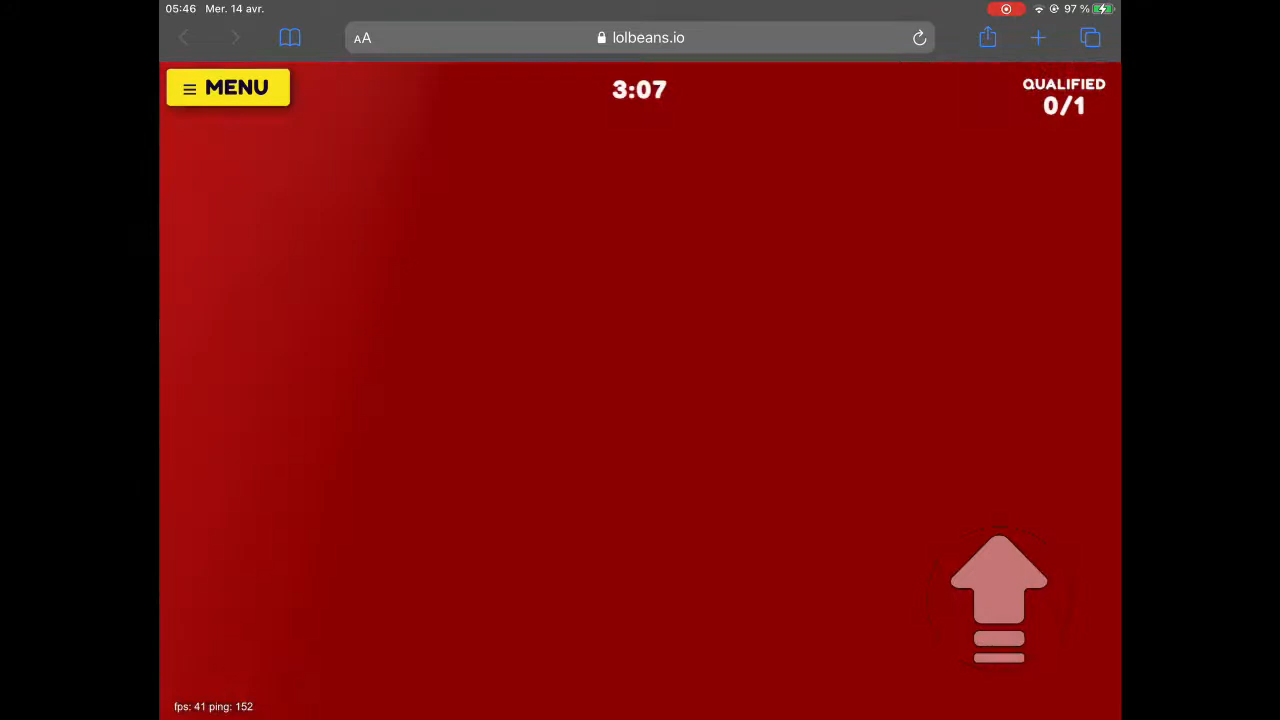 05:46 Mer. 14 avr.
97 %
AA
lolbeans.io
MENU
3:07
QUALIFIED
0/1
fps: 41 ping: 152